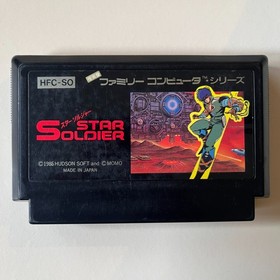 HFC-SO
ファミリー コンピュータ™シリーズ
スターソルジャー
STAR
SOLDIER
©1986 HUDSON SOFT and ©MOMO
MADE IN JAPAN